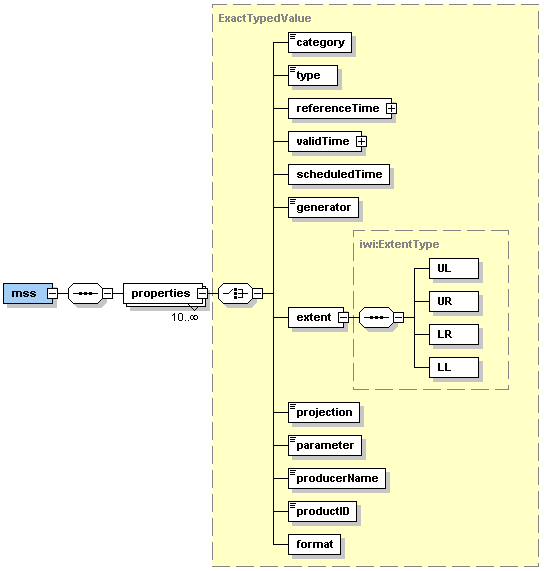 ExactTypedValue
category
type
referenceTime
validTime
scheduledTime
generator
iwi:ExtentType
UL
mss
properties
10..∞
UR
extent
LR
LL
projection
parameter
producerName
productID
format